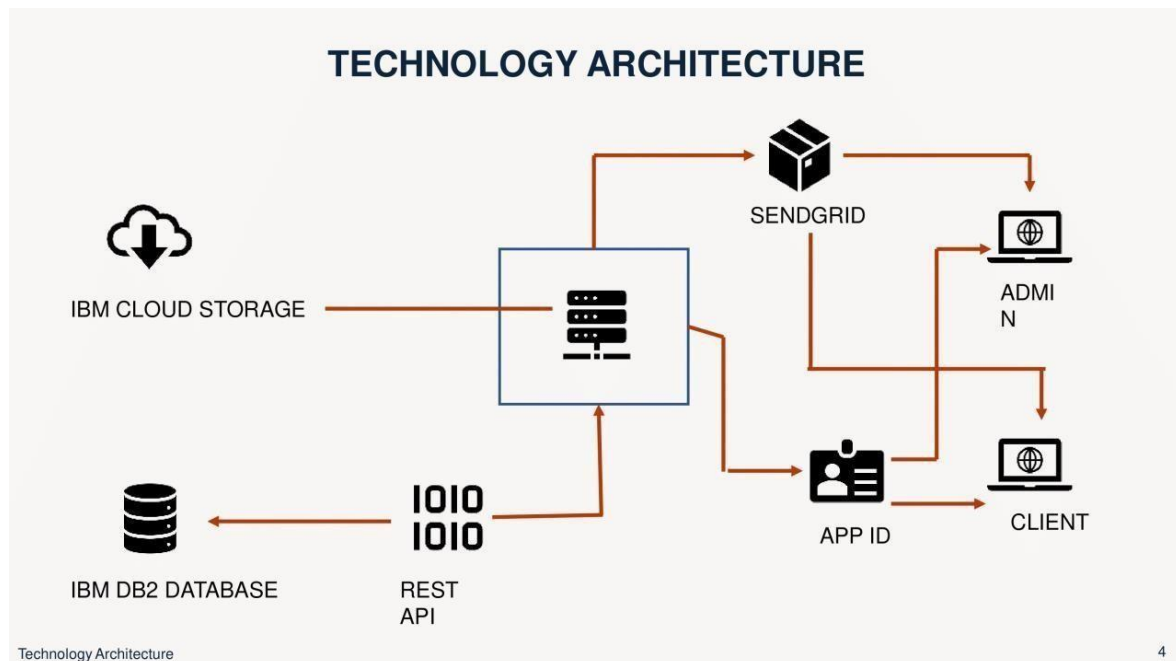 TECHNOLOGY ARCHITECTURE
SENDGRID
IBM CLOUD STORAGE
ADMI
N
1010
1010
APP ID
CLIENT
IBM DB2 DATABASE
REST
API
Technology Architecture
4